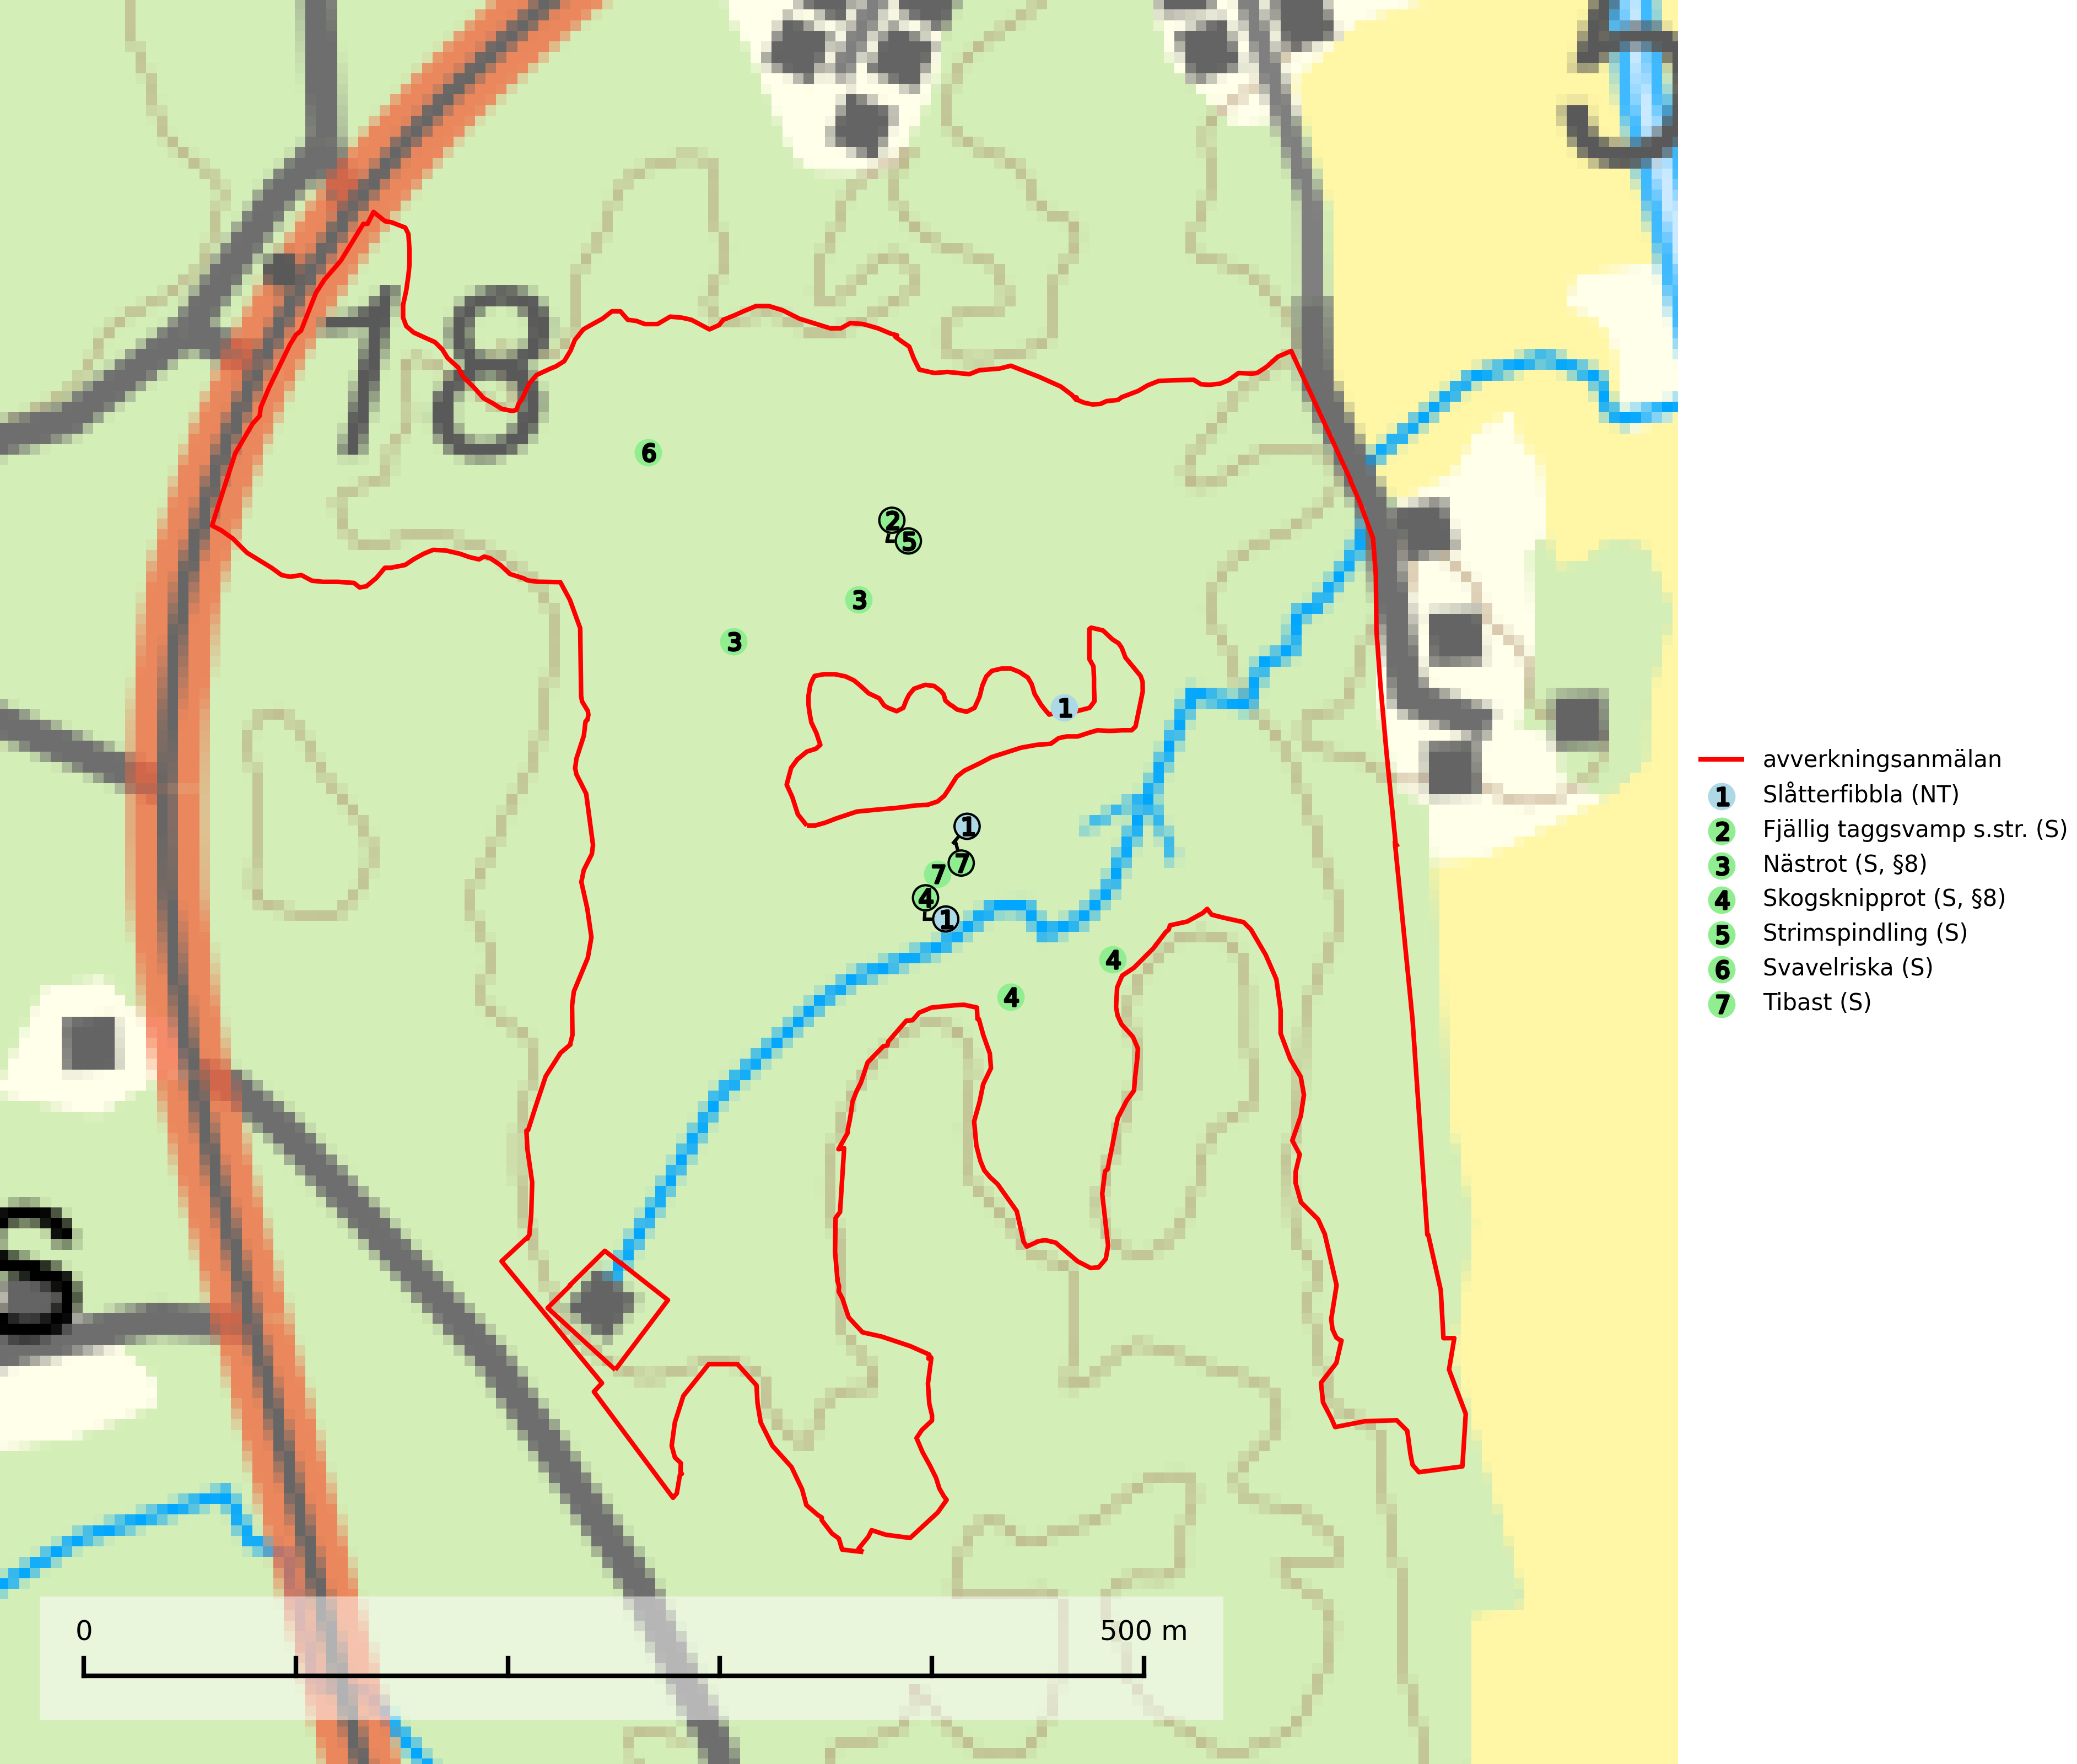 5
18
6
2
5
3
3
1
1
7
7
4
1
4
4
S
0
500 m
avverkningsanmälan
1 Slåtterfibbla (NT)
2 Fjällig taggsvamp s.str. (S)
3 Nästrot (S, §8)
4 Skogsknipprot (S, §8)
5 Strimspindling (S)
6 Svavelriska (S)
7 Tibast (S)